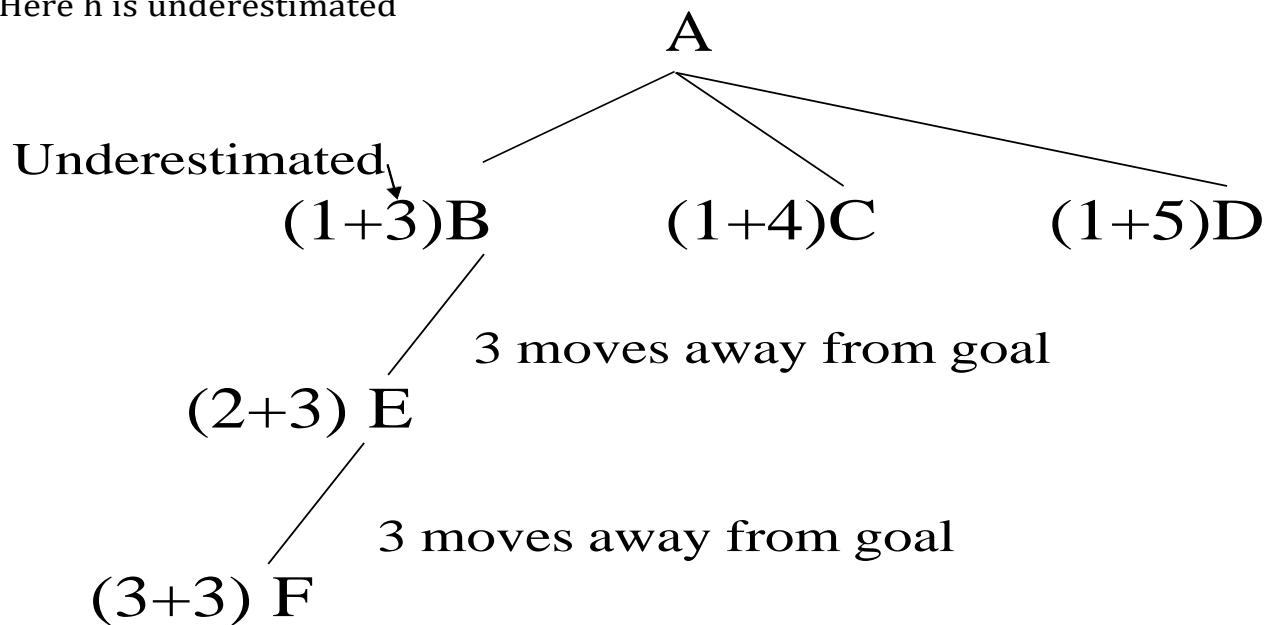 Here h is underestimated
A
Underestimated
(1+3)B (1+4)C (1+5)D
3 moves away from goal
(2+3) E
3 moves away from goal
(3+3) F